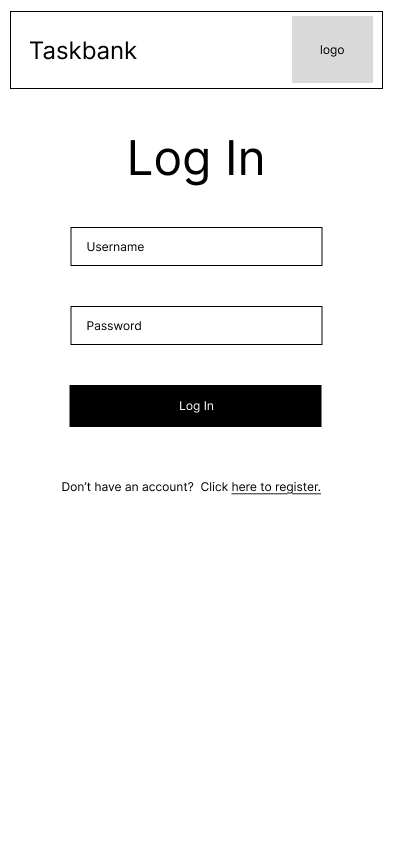 Taskbank
logo
Log In
Username
Password
Log In
Don’t have an account?  Click here to register.